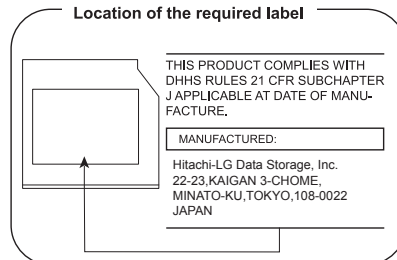 Location of the required label
THIS PRODUCT COMPLIES WITH
DHHS RULES 21 CFR SUBCHAPTER
J APPLICABLE AT DATE OF MANU-
FACTURE.
MANUFACTURED:
Hitachi-LG Data Storage, Inc.
22-23,KAIGAN 3-CHOME,
MINATO-KU,TOKYO,108-0022
JAPAN